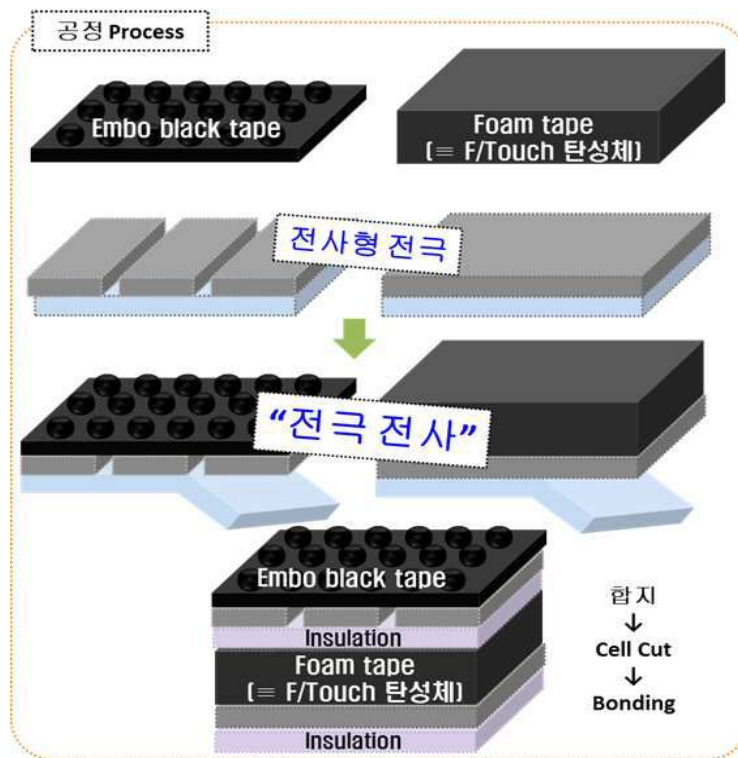 공정 Process
Embo black tape
Foam tape
(≡ F/Touch 탄성체)
전사형 전극
“전극 전사”
Embo black tape
Insulation
Foam tape
(≡ F/Touch 탄성체)
Insulation
합지
↓
Cell Cut
↓
Bonding